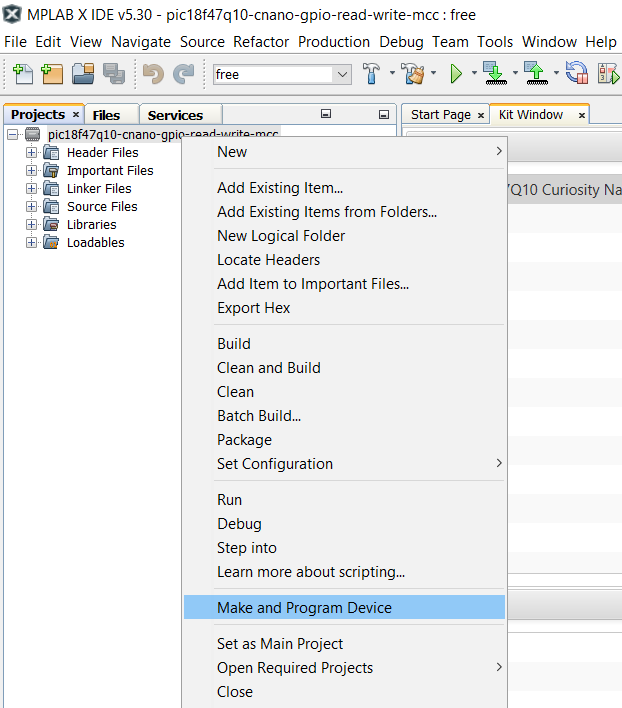 MPLAB X IDE v5.30 - pic18f47q10-cnano-gpio-read-write-mcc : free
File Edit View Navigate Source Refactor Production Debug Team Tools Window Help
free
Projects × Files Services
Start Page × Kit Window ×
pic18f47q10-cnano-gpio-read-write-mcc
Header Files
Important Files
Linker Files
Source Files
Libraries
Loadables
New
Add Existing Item...
Add Existing Items from Folders...
New Logical Folder
Locate Headers
Add Item to Important Files...
Export Hex
Build
Clean and Build
Clean
Batch Build...
Package
Set Configuration
Run
Debug
Step into
Learn more about scripting...
Make and Program Device
Set as Main Project
Open Required Projects
Close
7Q10 Curiosity Na